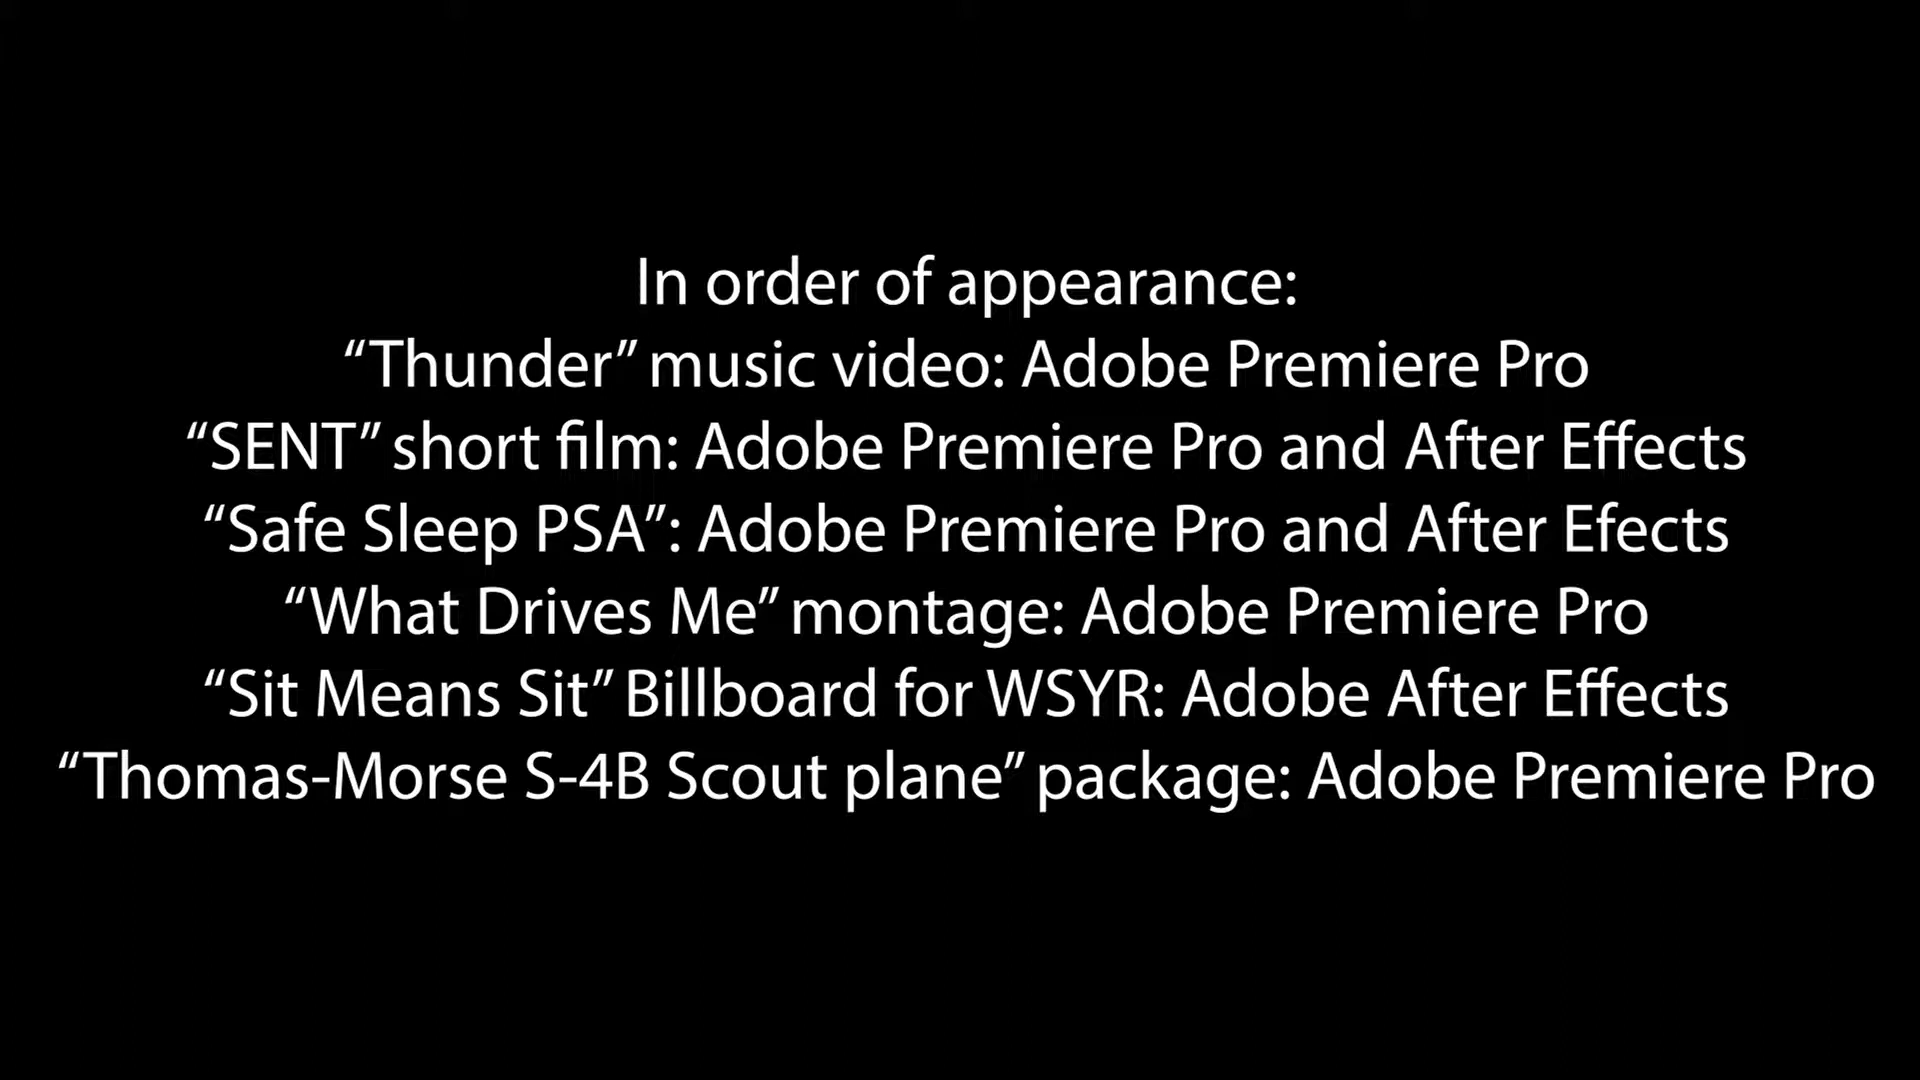 In order of appearance:
“Thunder” music video: Adobe Premiere Pro
“SENT” short film: Adobe Premiere Pro and After Effects
“Safe Sleep PSA”: Adobe Premiere Pro and After Efects
“What Drives Me” montage: Adobe Premiere Pro
“Sit Means Sit” Billboard for WSYR: Adobe After Effects
“Thomas-Morse S-4B Scout plane” package: Adobe Premiere Pro